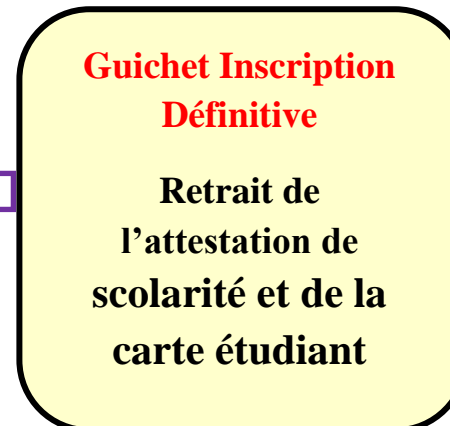 Guichet Inscription
Définitive
Retrait de
l’attestation de
scolarité et de la
carte étudiant